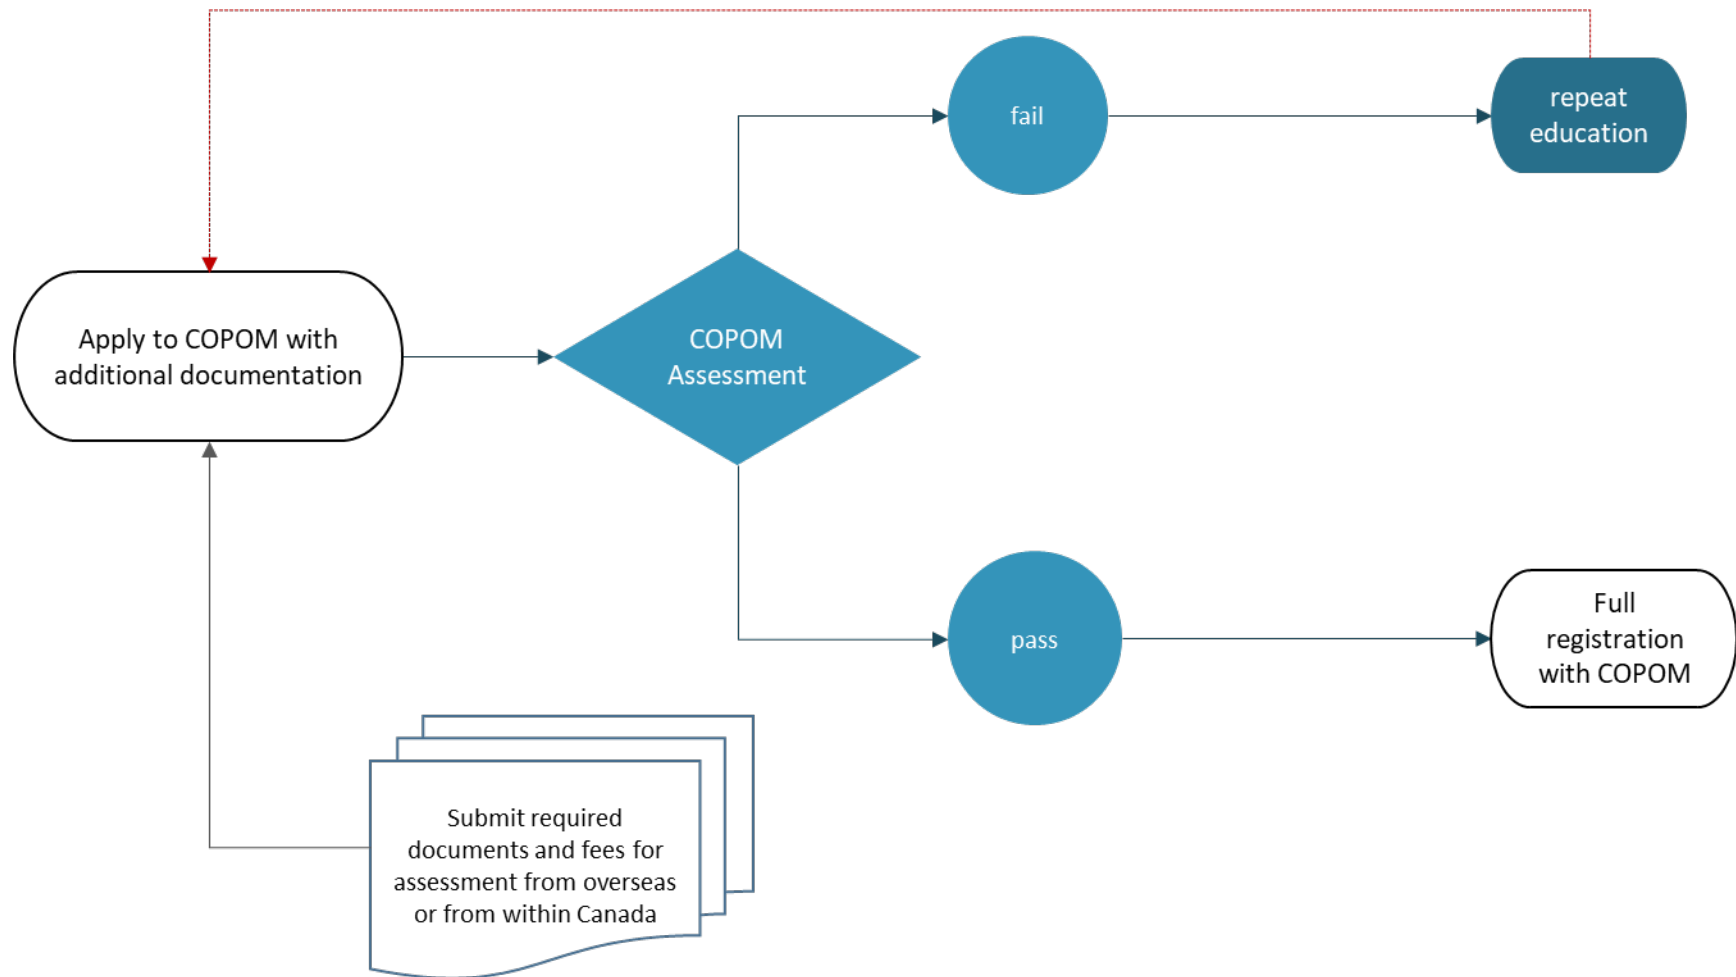 fail
repeat
education
Apply to COPOM with
additional documentation
COPOM
Assessment
pass
Full
registration
with COPOM
Submit required
documents and fees for
assessment from overseas
or from within Canada